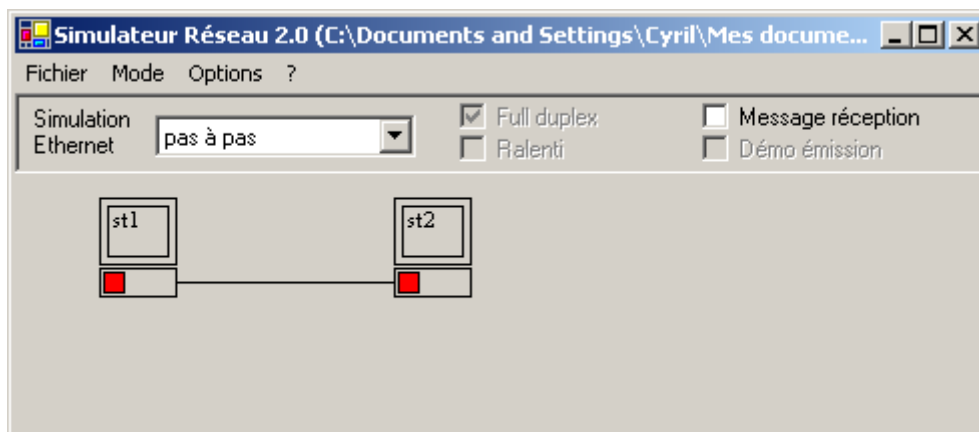 Simulateur Réseau 2.0 (C:\Documents and Settings\Cyril\Mes docume...
Fichier Mode Options ?
Simulation Ethernet
pas à pas
Full duplex
Ralenti
Message réception
Démo émission
st1
st2